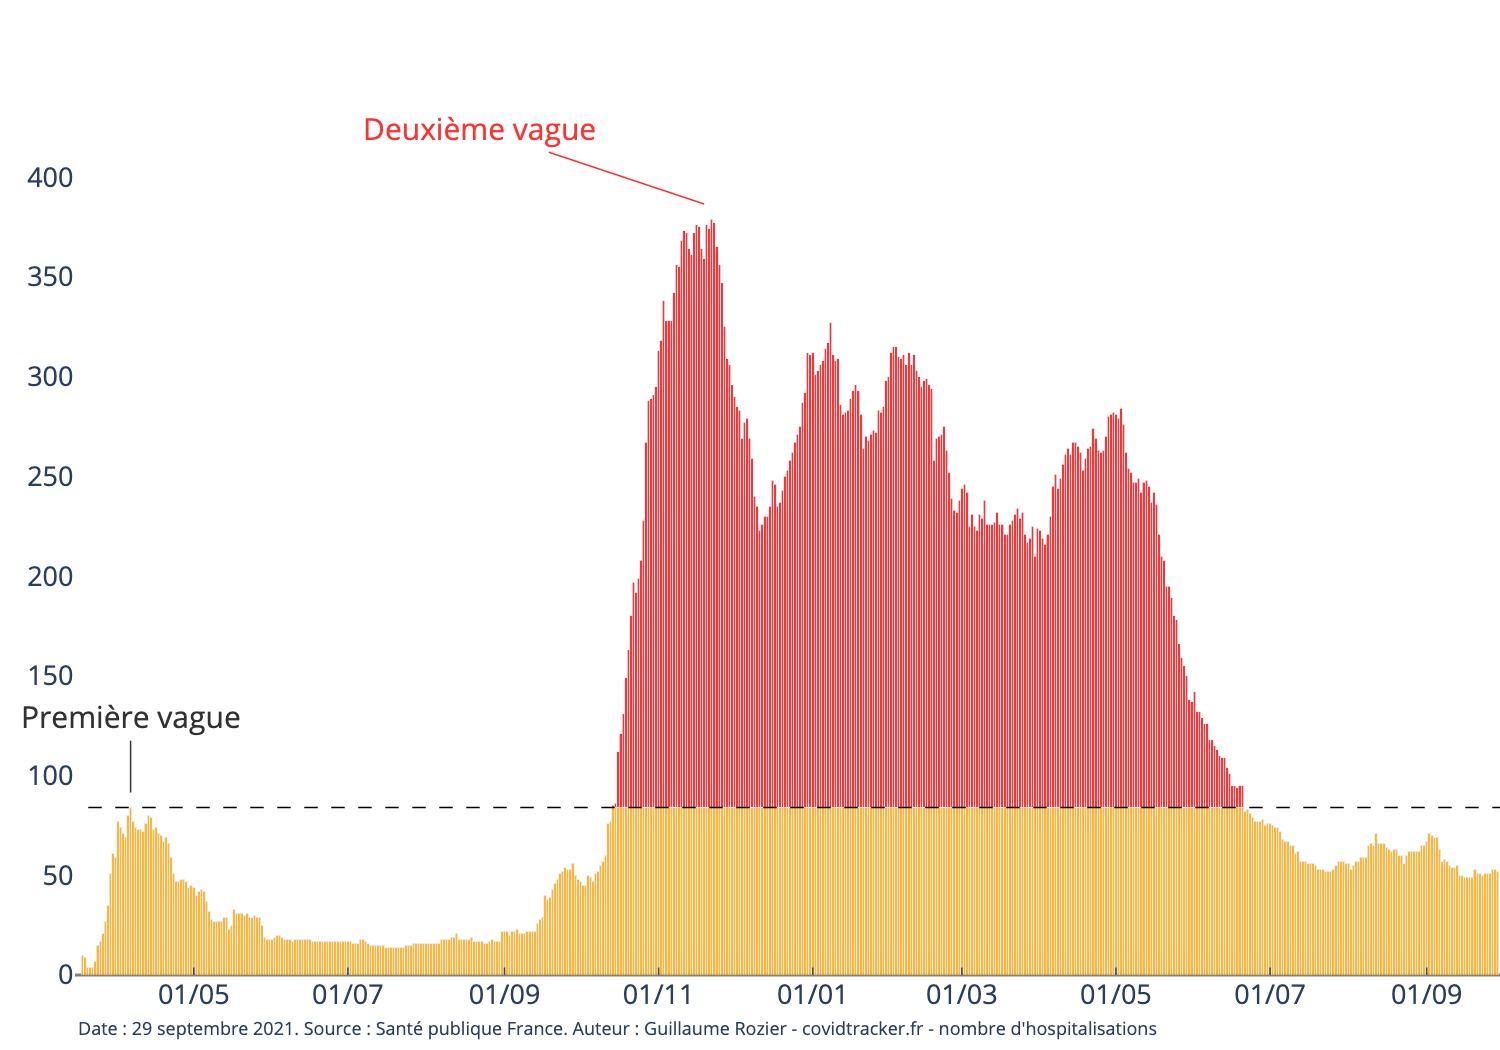 Deuxième vague
400
350
300
250
200
150
Première vague
100
50
0
01/05 01/07 01/09 01/11 01/01 01/03 01/05 01/07 01/09
Date : 29 septembre 2021. Source : Santé publique France. Auteur : Guillaume Rozier - covidtracker.fr - nombre d'hospitalisations